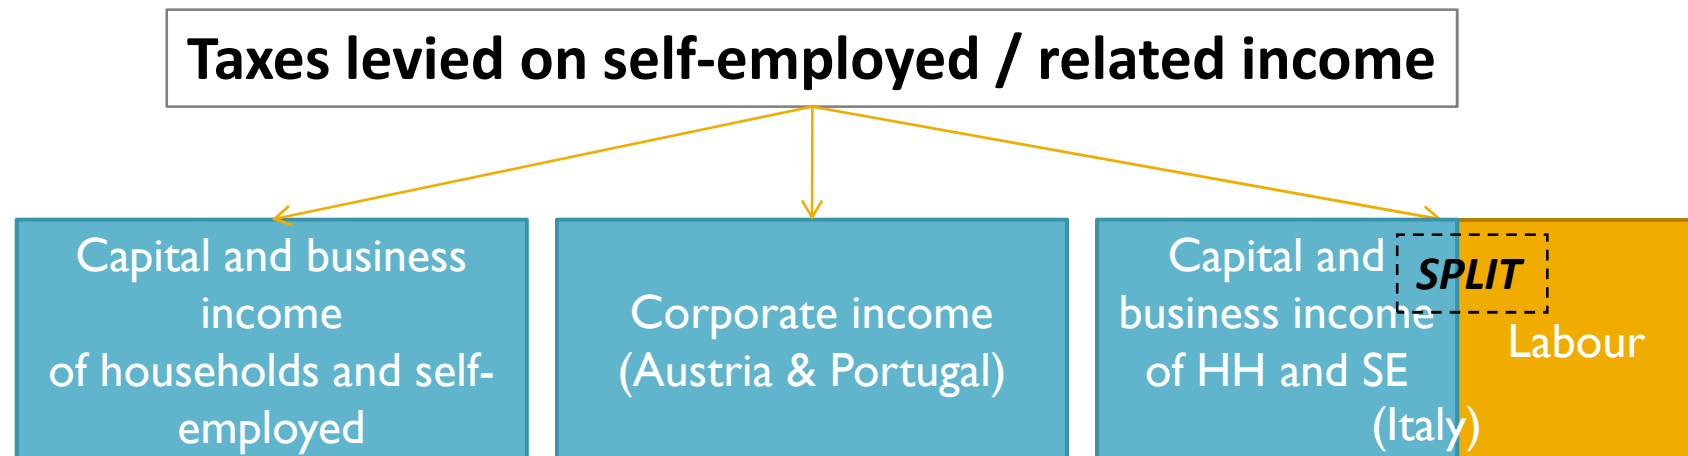 Taxes levied on self-employed / related income
Capital and business
income
of households and self-
employed
Corporate income
(Austria & Portugal)
Capital and
business income
of HH and SE
(Italy)
SPLIT
Labour